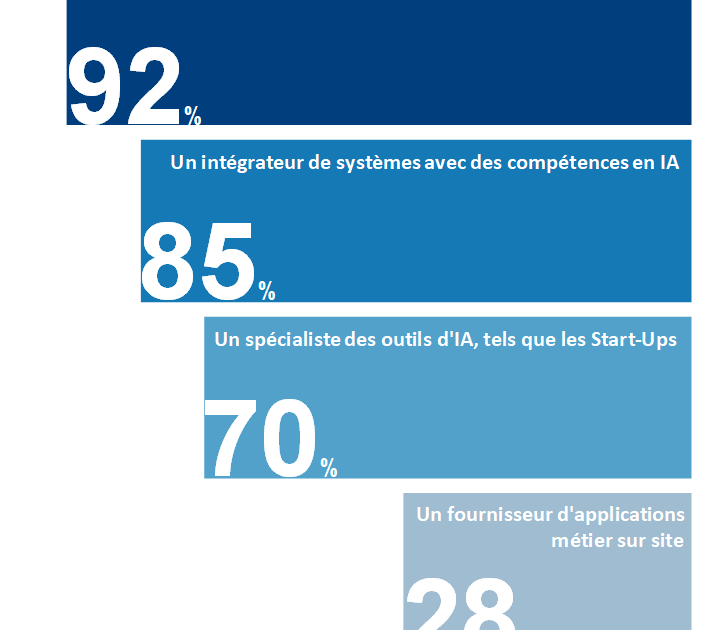 92%
Un intégrateur de systèmes avec des compétences en IA
85%
Un spécialiste des outils d'IA, tels que les Start-Ups
70%
Un fournisseur d'applications
métier sur site
28